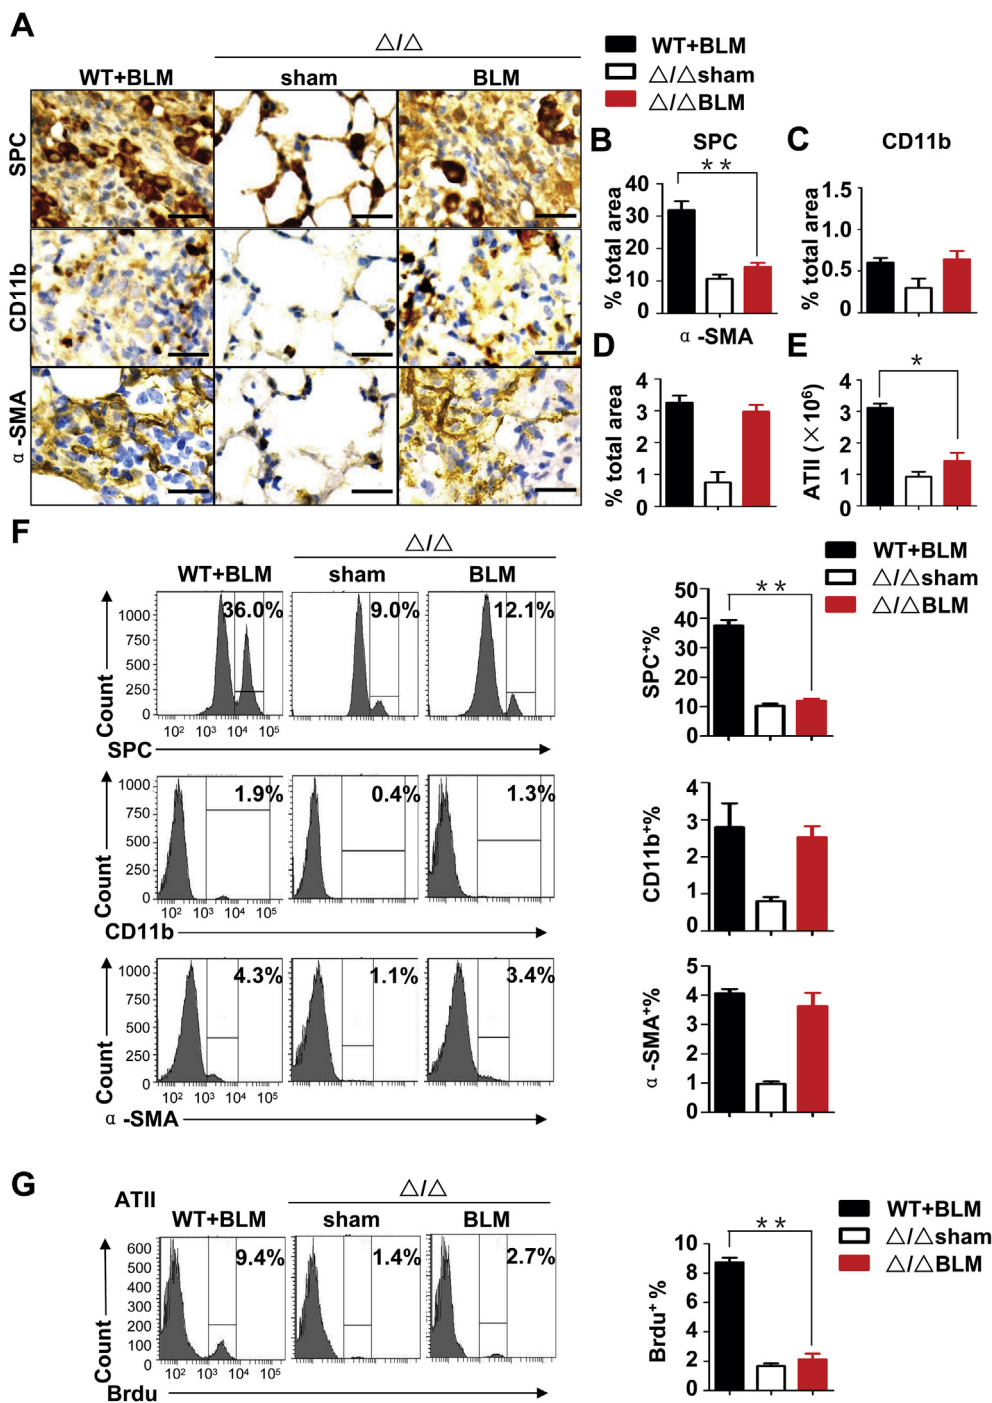 A
△/△
WT+BLM sham BLM
SPC
CD11b
α -SMA
WT+BLM
△/△sham
△/△BLM
B SPC
% total area
40
30
20
10
0
**
C CD11b
% total area
1.5
1.0
0.5
0
D α -SMA
% total area
4
3
2
1
0
E
ATII (×10⁶)
4
3
2
1
0
*
F
△/△
WT+BLM sham BLM
Count
1000
750
500
250
0
36.0% 9.0% 12.1%
10² 10³ 10⁴ 10⁵
SPC
Count
1000
750
500
250
0
1.9% 0.4% 1.3%
10² 10³ 10⁴ 10⁵
CD11b
Count
1000
750
500
250
0
4.3% 1.1% 3.4%
10² 10³ 10⁴ 10⁵
α -SMA
WT+BLM
△/△sham
△/△BLM
SPC⁺%
50
40
30
20
10
0
**
CD11b⁺%
4
3
2
1
0
α -SMA⁺%
5
4
3
2
1
0
G
ATII
△/△
WT+BLM sham BLM
Count
600
500
400
300
200
100
0
9.4% 1.4% 2.7%
10² 10³ 10⁴ 10⁵
Brdu
Brdu⁺ %
10
8
6
4
2
0
**
WT+BLM
△/△sham
△/△BLM